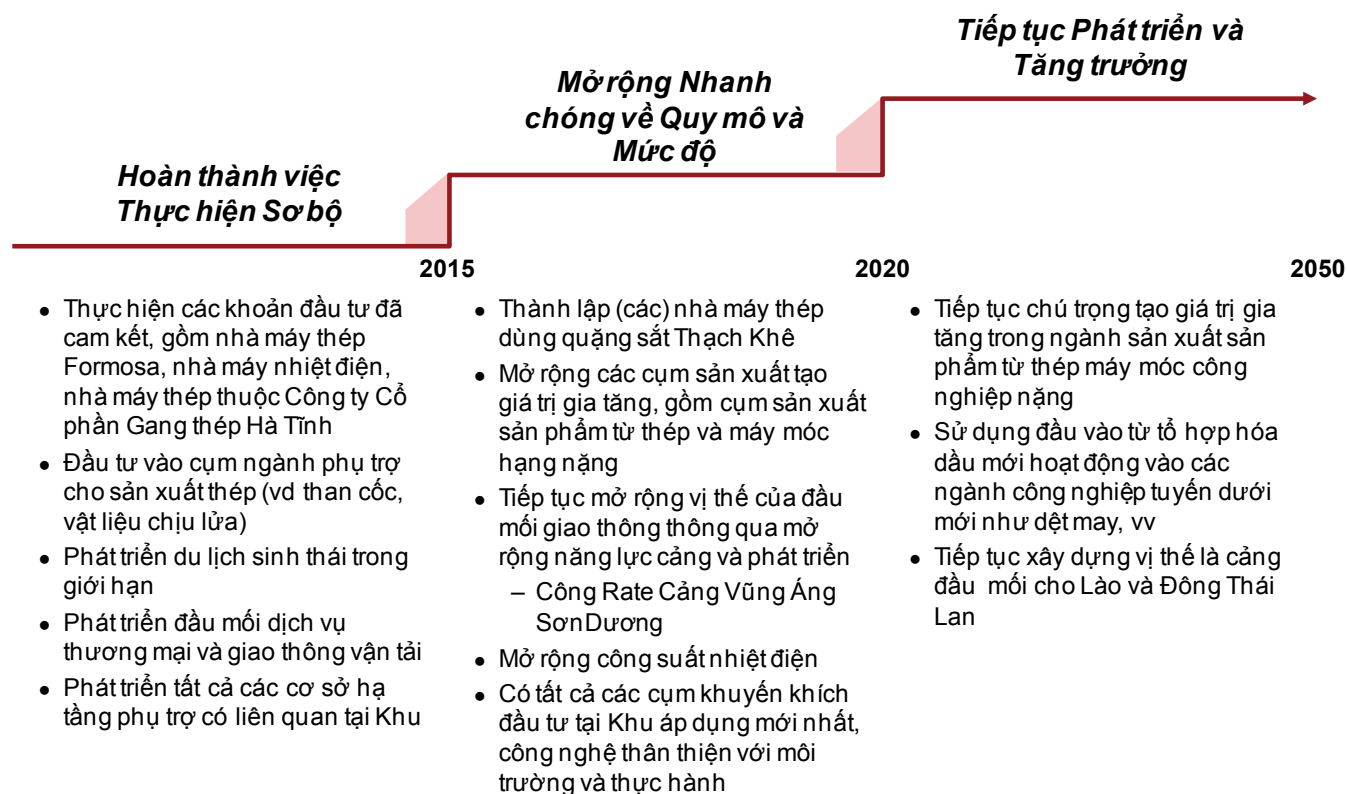 Tiếp tục Phát triển và
Tăng trưởng
Mở rộng Nhanh
chóng về Quy mô và
Mức độ
Hoàn thành việc
Thực hiện Sơ bộ
2015
2020
2050
• Thực hiện các khoản đầu tư đã
cam kết, gồm nhà máy thép
Formosa, nhà máy nhiệt điện,
nhà máy thép thuộc Công ty Cổ
phần Gang thép Hà Tĩnh
• Đầu tư vào cụm ngành phụ trợ
cho sản xuất thép (vd than cốc,
vật liệu chịu lửa)
• Phát triển du lịch sinh thái trong
giới hạn
• Phát triển đầu mối dịch vụ
thương mại và giao thông vận tải
• Phát triển tất cả các cơ sở hạ
tầng phụ trợ có liên quan tại Khu
• Thành lập (các) nhà máy thép
dùng quặng sắt Thạch Khê
• Mở rộng các cụm sản xuất tạo
giá trị gia tăng, gồm cụm sản xuất
sản phẩm từ thép và máy móc
hạng nặng
• Tiếp tục mở rộng vị thế của đầu
mối giao thông thông qua mở
rộng năng lực cảng và phát triển
– Công Rate Cảng Vũng Áng
SơnDương
• Mở rộng công suất nhiệt điện
• Có tất cả các cụm khuyến khích
đầu tư tại Khu áp dụng mới nhất,
công nghệ thân thiện với môi
trường và thực hành
• Tiếp tục chú trọng tạo giá trị gia
tăng trong ngành sản xuất sản
phẩm từ thép máy móc công
nghiệp nặng
• Sử dụng đầu vào từ tổ hợp hóa
dầu mới hoạt động vào các
ngành công nghiệp tuyến dưới
mới như dệt may, vv
• Tiếp tục xây dựng vị thế là cảng
đầu mối cho Lào và Đông Thái
Lan